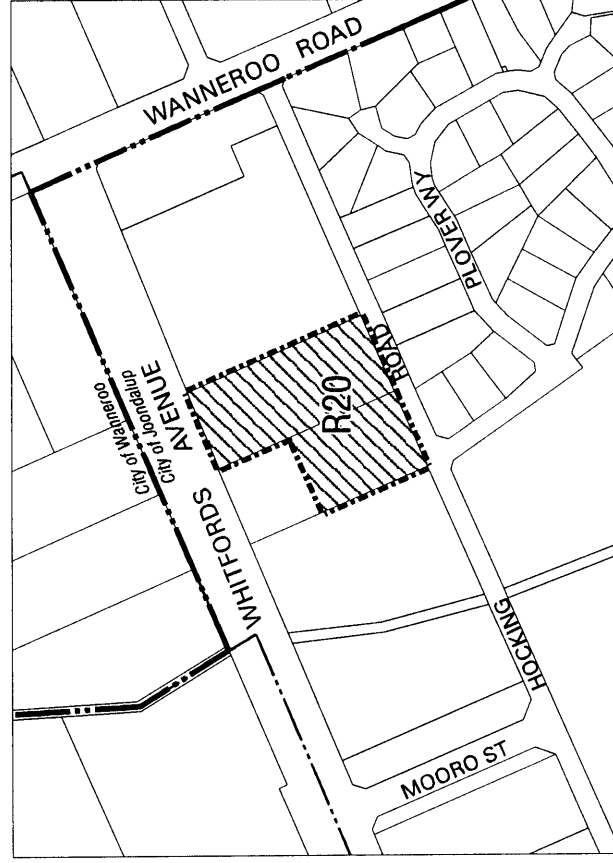 WANNEROO ROAD
City of Wanneroo
City of Joondalup
WHITFORDS AVENUE
PLOVER WY
R20
HOCKING ROAD
MOORO ST